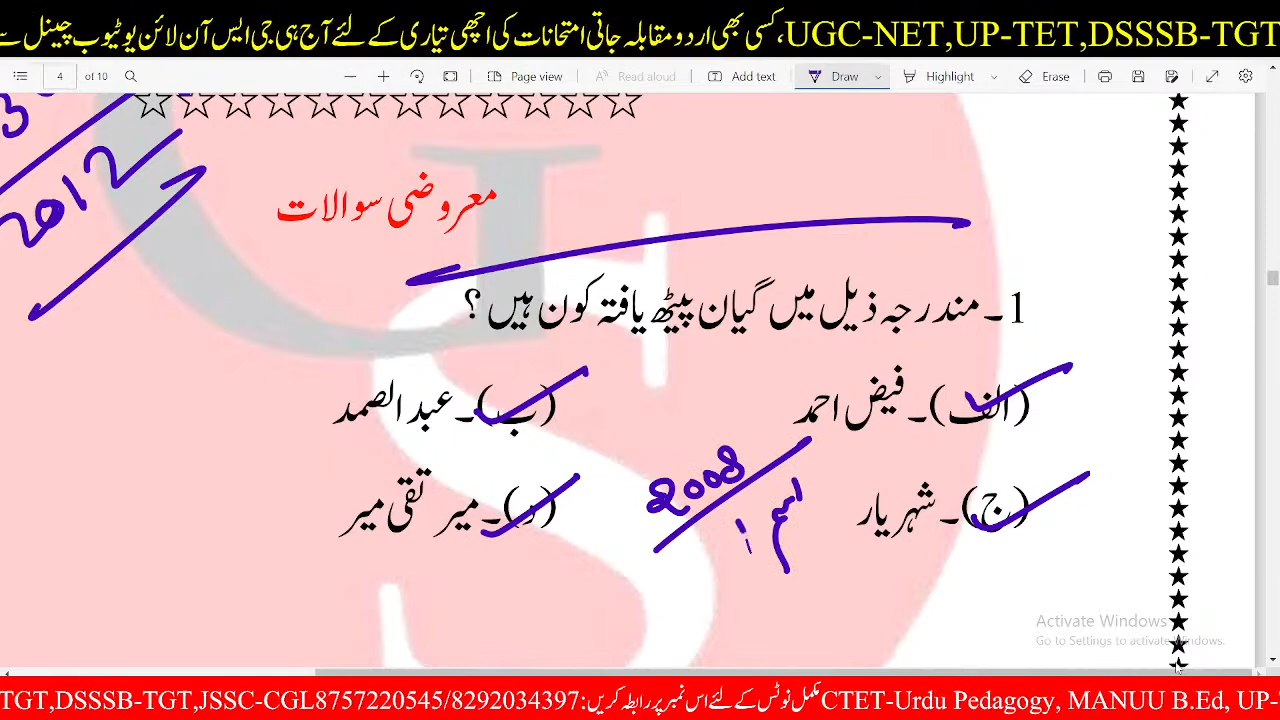 کسی بھی اردو مقابلہ جاتی امتحانات کی اچھی تیاری کے لئے آج ہی جی ایس آن لائن یوٹیوب چینل سے ،UGC-NET,UP-TET,DSSSB-TGT
4 of 10 Page view Read aloud Add text Draw Highlight Erase
2012
معروضی سوالات
1۔ مندرجہ ذیل میں گیان پیٹھ یافتہ کون ہیں ؟
(الف)۔ فیض احمد (ب)۔ عبد الصمد
2008
(ج)۔ شہریار (د)۔ میر تقی میر
Activate Windows
Go to Settings to activate Windows.
TGT,DSSSB-TGT,JSSC-CGL8757220545/8292034397:مکمل نوٹس کے لئے اس نمبر پر رابطہ کریں CTET-Urdu Pedagogy, MANUU B.Ed, UP-